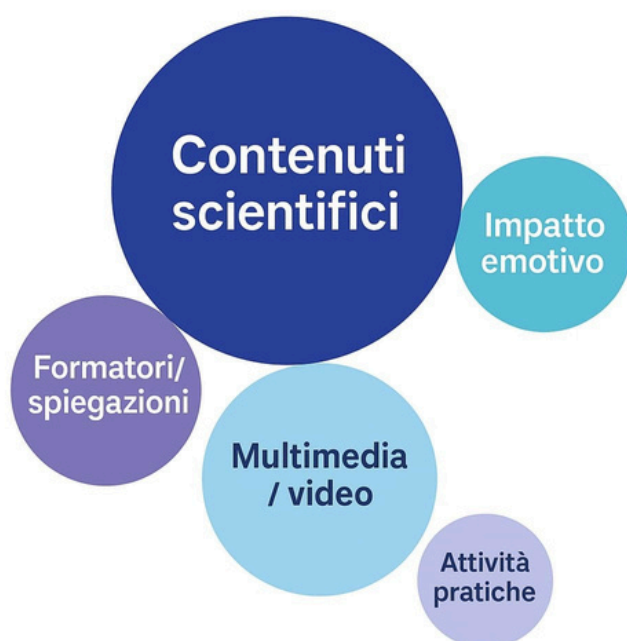 Contenuti
scientifici
Impatto
emotivo
Formatori/
spiegazioni
Multimedia
/ video
Attività
pratiche